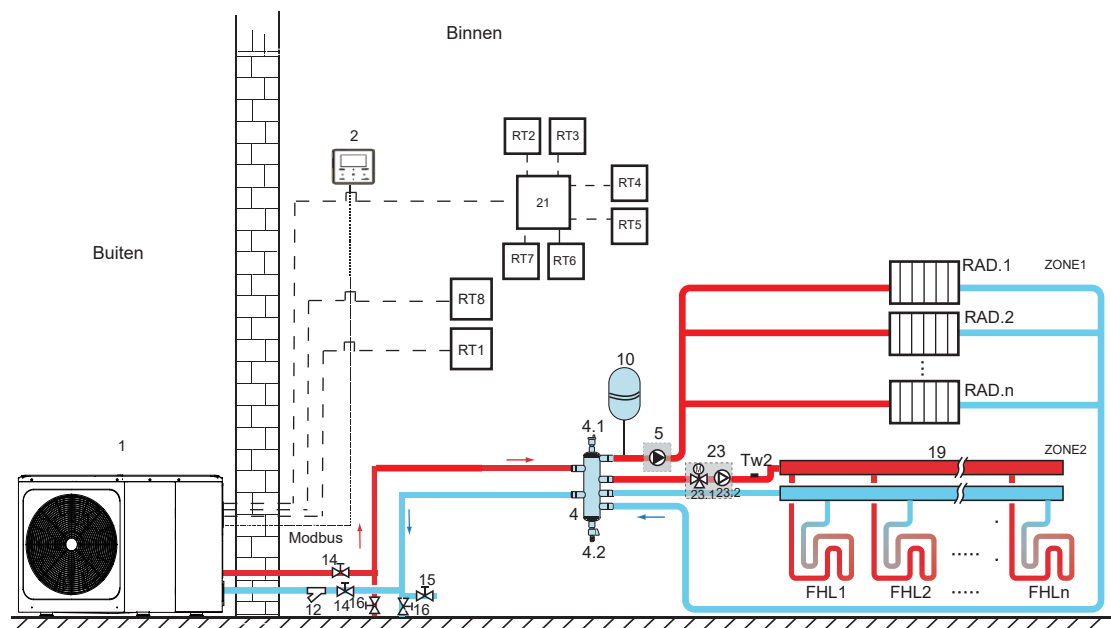 Binnen
Buiten
2
RT2
RT3
RT4
21
RT5
RT7
RT6
RT8
RT1
RAD.1
ZONE1
RAD.2
RAD.n
10
4.1
5
23
Tw2
19
ZONE2
23.1
23.2
4
4.2
1
Modbus
14
12
14
16
16
15
FHL1
FHL2
FHLn